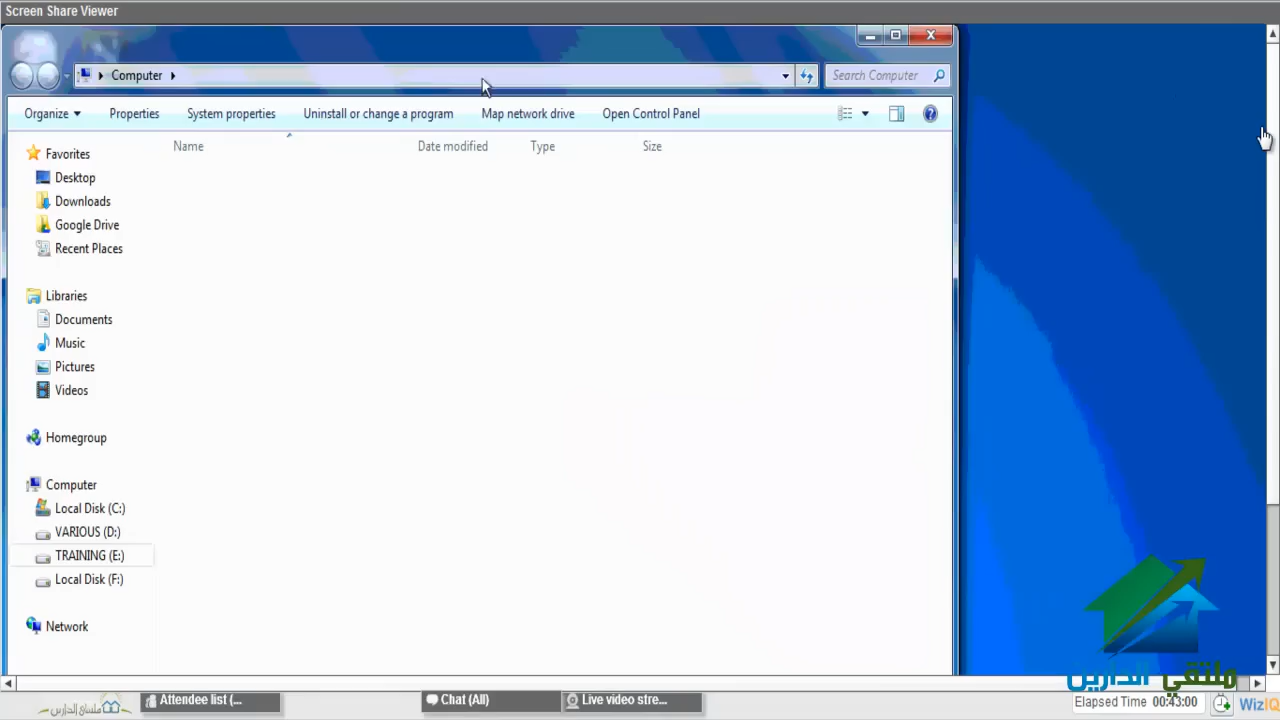 Screen Share Viewer
Computer
Search Computer
Organize
Properties
System properties
Uninstall or change a program
Map network drive
Open Control Panel
Name
Date modified
Type
Size
Favorites
Desktop
Downloads
Google Drive
Recent Places
Libraries
Documents
Music
Pictures
Videos
Homegroup
Computer
Local Disk (C:)
VARIOUS (D:)
TRAINING (E:)
Local Disk (F:)
Network
ملتقي الدارين
ملتقى الدارس
Attendee list (...
Chat (All)
Live video stre...
Elapsed Time 00:43:00
WizIQ